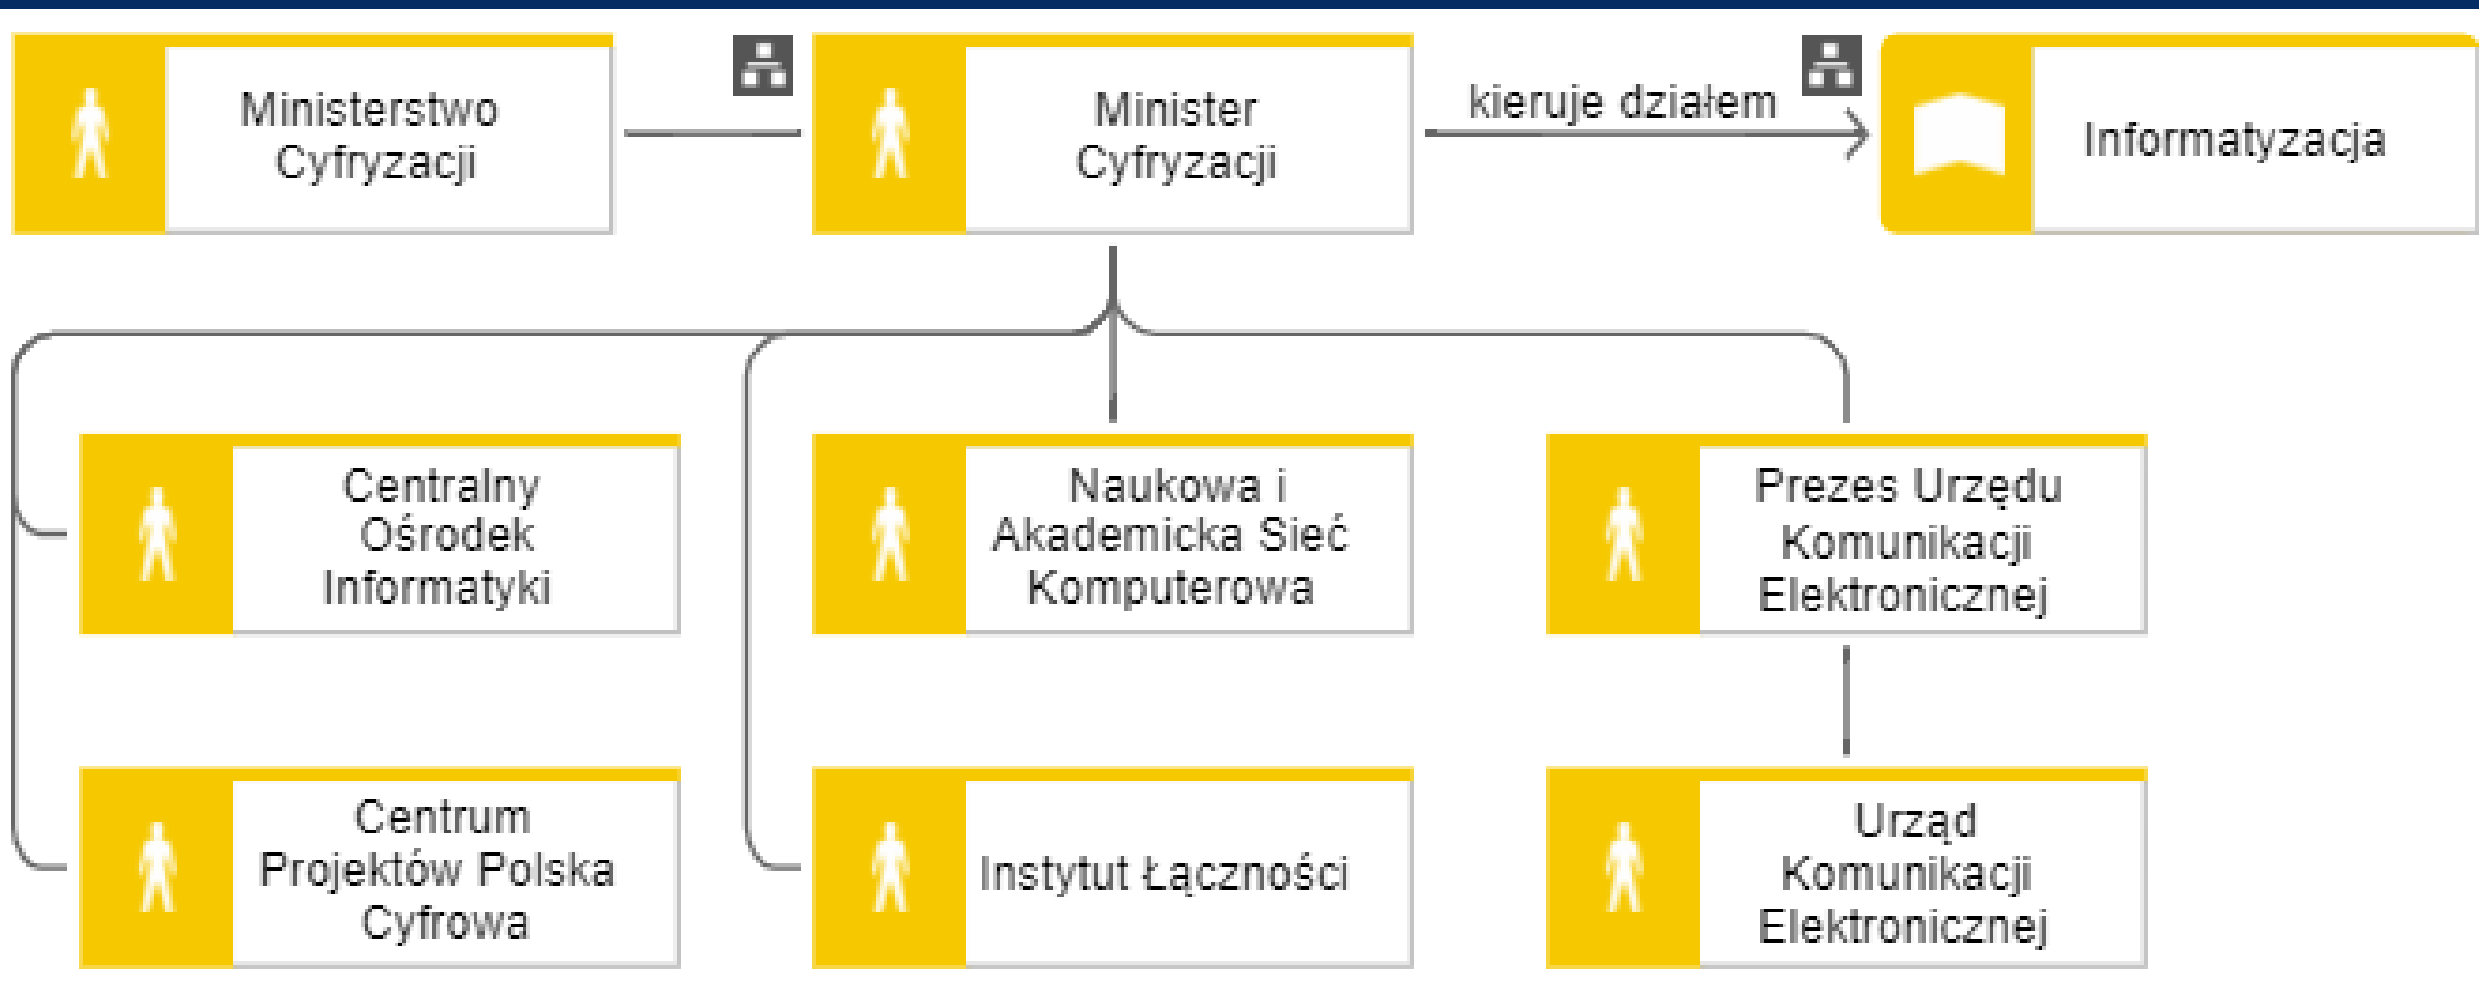 Ministerstwo
Cyfryzacji
Minister
Cyfryzacji
kieruje działem
Informatyzacja
Centralny
Ośrodek
Informatyki
Naukowa i
Akademicka Sieć
Komputerowa
Prezes Urzędu
Komunikacji
Elektronicznej
Centrum
Projektów Polska
Cyfrowa
Instytut Łączności
Urząd
Komunikacji
Elektronicznej